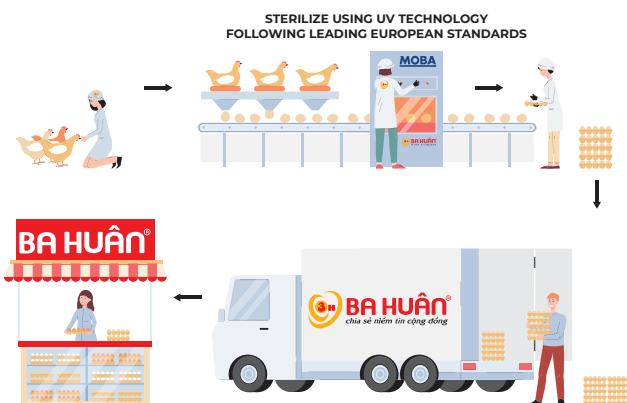 STERILIZE USING UV TECHNOLOGY
FOLLOWING LEADING EUROPEAN STANDARDS
MOBA
BA HUÂN
BA HUÂN®
3 H BA HUÂN®
chia sẻ niềm tin cộng đồng